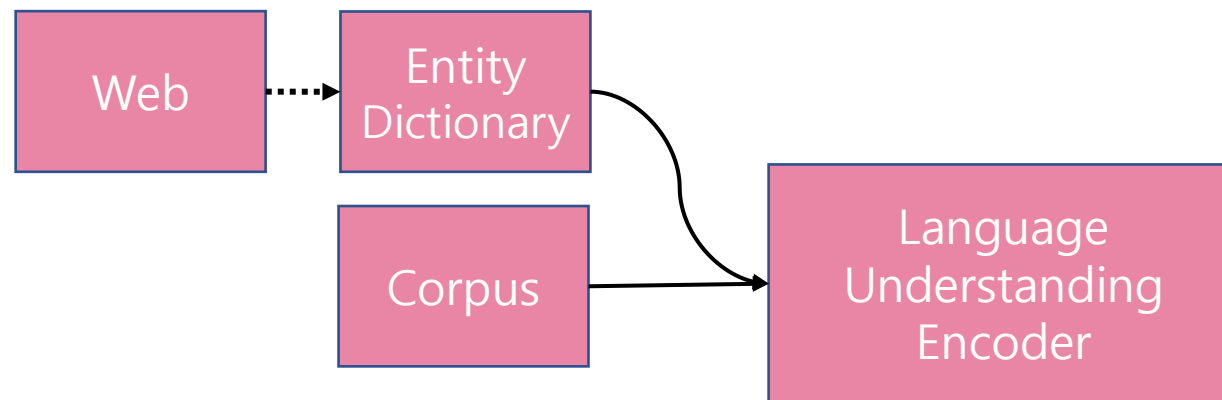 Web
Entity
Dictionary
Corpus
Language
Understanding
Encoder